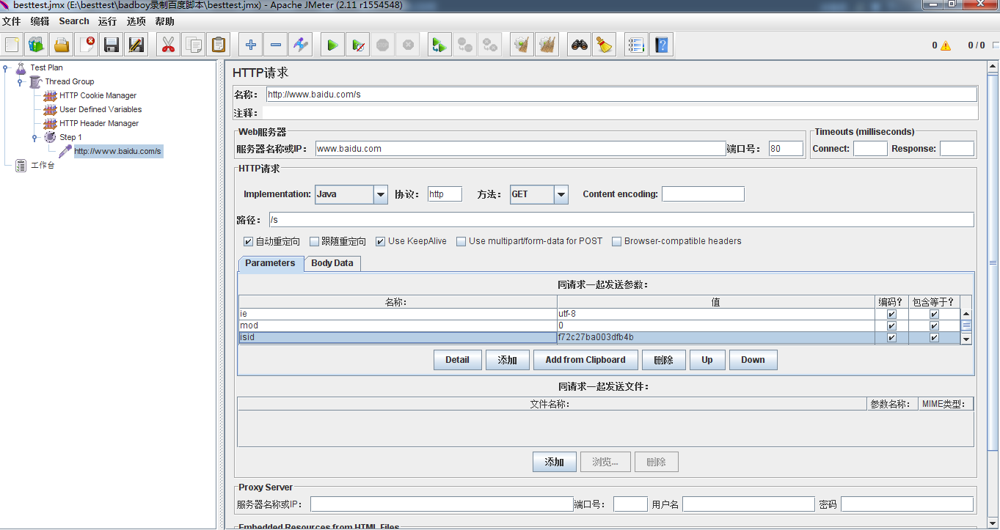 besttest.jmx (E:\besttest\badboy录制百度脚本\besttest.jmx) - Apache JMeter (2.11 r1554548)
文件 编辑 Search 运行 选项 帮助
0 0 / 0
Test Plan
Thread Group
HTTP Cookie Manager
User Defined Variables
HTTP Header Manager
Step 1
http://www.baidu.com/s
工作台
HTTP请求
名称: http://www.baidu.com/s
注释:
Web服务器
服务器名称或IP: www.baidu.com 端口号: 80
Timeouts (milliseconds)
Connect: Response:
HTTP请求
Implementation: Java 协议: http 方法: GET Content encoding:
路径: /s
自动重定向 跟随重定向 Use KeepAlive Use multipart/form-data for POST Browser-compatible headers
Parameters Body Data
同请求一起发送参数:
名称: 值 编码? 包含等于?
ie utf-8
mod 0
isid f72c27ba003dfb4b
Detail 添加 Add from Clipboard 删除 Up Down
同请求一起发送文件:
文件名称: 参数名称: MIME类型:
添加 浏览... 删除
Proxy Server
服务器名称或IP: 端口号: 用户名 密码
Embedded Resources from HTML Files